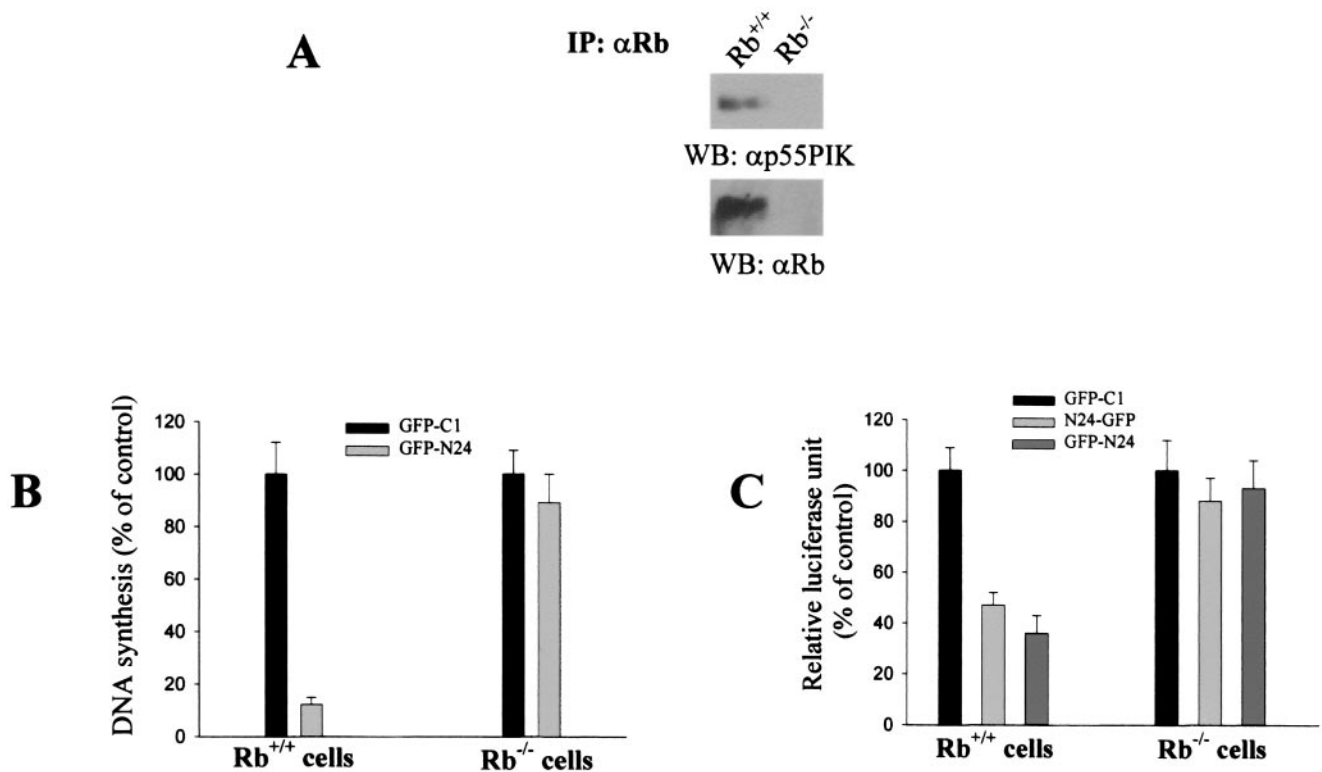 A
IP: αRb
Rb+/+ Rb-/-
WB: αp55PIK
WB: αRb
B
DNA synthesis (% of control)
120
100
80
60
40
20
0
GFP-C1
GFP-N24
Rb+/+ cells
Rb-/- cells
C
Relative luciferase unit
(% of control)
120
100
80
60
40
20
0
GFP-C1
N24-GFP
GFP-N24
Rb+/+ cells
Rb-/- cells